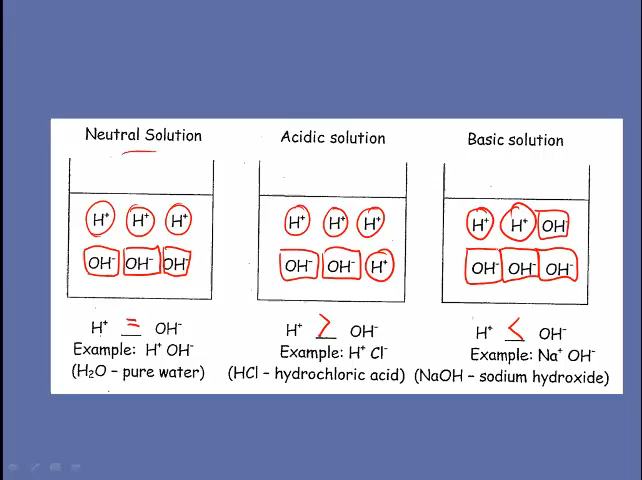 Neutral Solution
H⁺ H⁺ H⁺
OH⁻ OH⁻ OH⁻
H⁺ = OH⁻
Example: H⁺ OH⁻
(H₂O – pure water)
Acidic solution
H⁺ H⁺ H⁺
OH⁻ OH⁻ H⁺
H⁺ > OH⁻
Example: H⁺ Cl⁻
(HCl – hydrochloric acid)
Basic solution
H⁺ H⁺ OH⁻
OH⁻ OH⁻ OH⁻
H⁺ < OH⁻
Example: Na⁺ OH⁻
(NaOH – sodium hydroxide)